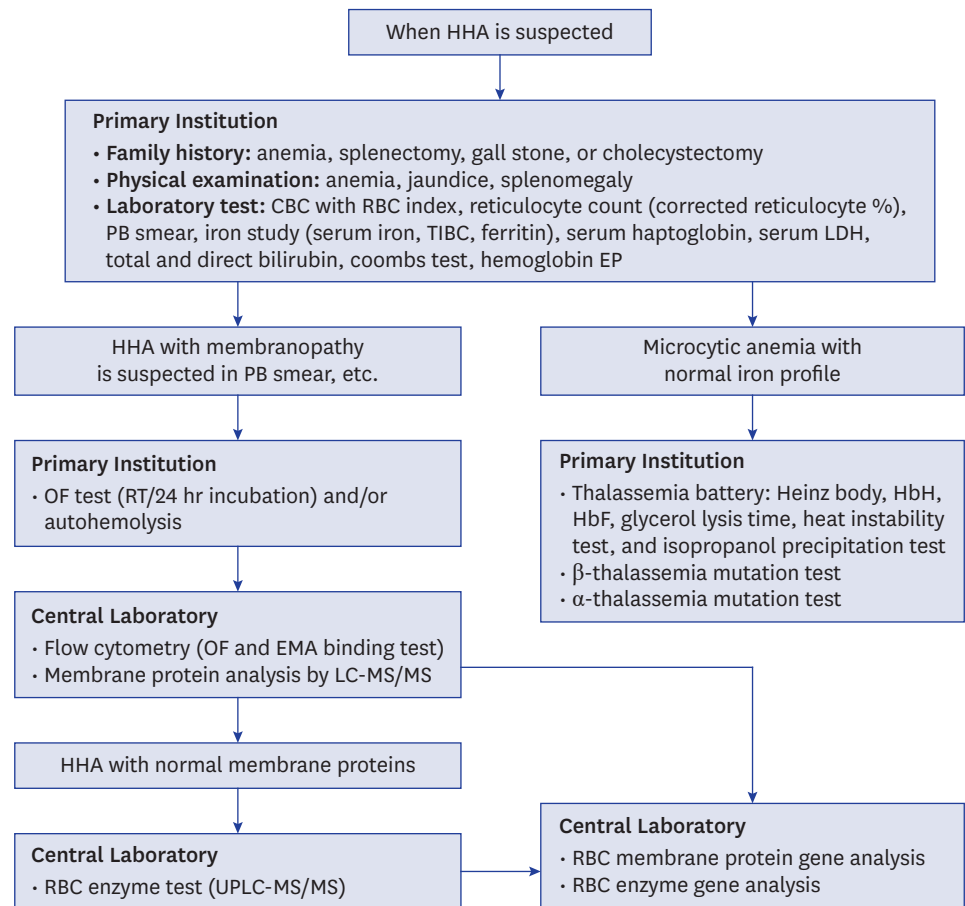 When HHA is suspected
Primary Institution
• Family history: anemia, splenectomy, gall stone, or cholecystectomy
• Physical examination: anemia, jaundice, splenomegaly
• Laboratory test: CBC with RBC index, reticulocyte count (corrected reticulocyte %),
PB smear, iron study (serum iron, TIBC, ferritin), serum haptoglobin, serum LDH,
total and direct bilirubin, coombs test, hemoglobin EP
HHA with membranopathy
is suspected in PB smear, etc.
Microcytic anemia with
normal iron profile
Primary Institution
• OF test (RT/24 hr incubation) and/or
autohemolysis
Primary Institution
• Thalassemia battery: Heinz body, HbH,
HbF, glycerol lysis time, heat instability
test, and isopropanol precipitation test
• β-thalassemia mutation test
• α-thalassemia mutation test
Central Laboratory
• Flow cytometry (OF and EMA binding test)
• Membrane protein analysis by LC-MS/MS
HHA with normal membrane proteins
Central Laboratory
• RBC enzyme test (UPLC-MS/MS)
Central Laboratory
• RBC membrane protein gene analysis
• RBC enzyme gene analysis